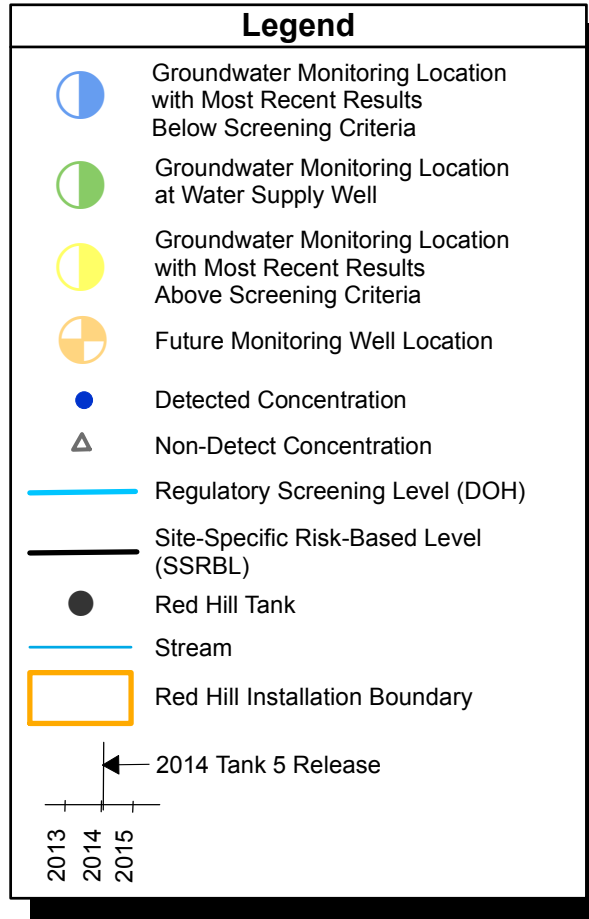 Legend
Groundwater Monitoring Location
with Most Recent Results
Below Screening Criteria
Groundwater Monitoring Location
at Water Supply Well
Groundwater Monitoring Location
with Most Recent Results
Above Screening Criteria
Future Monitoring Well Location
Detected Concentration
Non-Detect Concentration
Regulatory Screening Level (DOH)
Site-Specific Risk-Based Level
(SSRBL)
Red Hill Tank
Stream
Red Hill Installation Boundary
2014 Tank 5 Release
2013
2014
2015